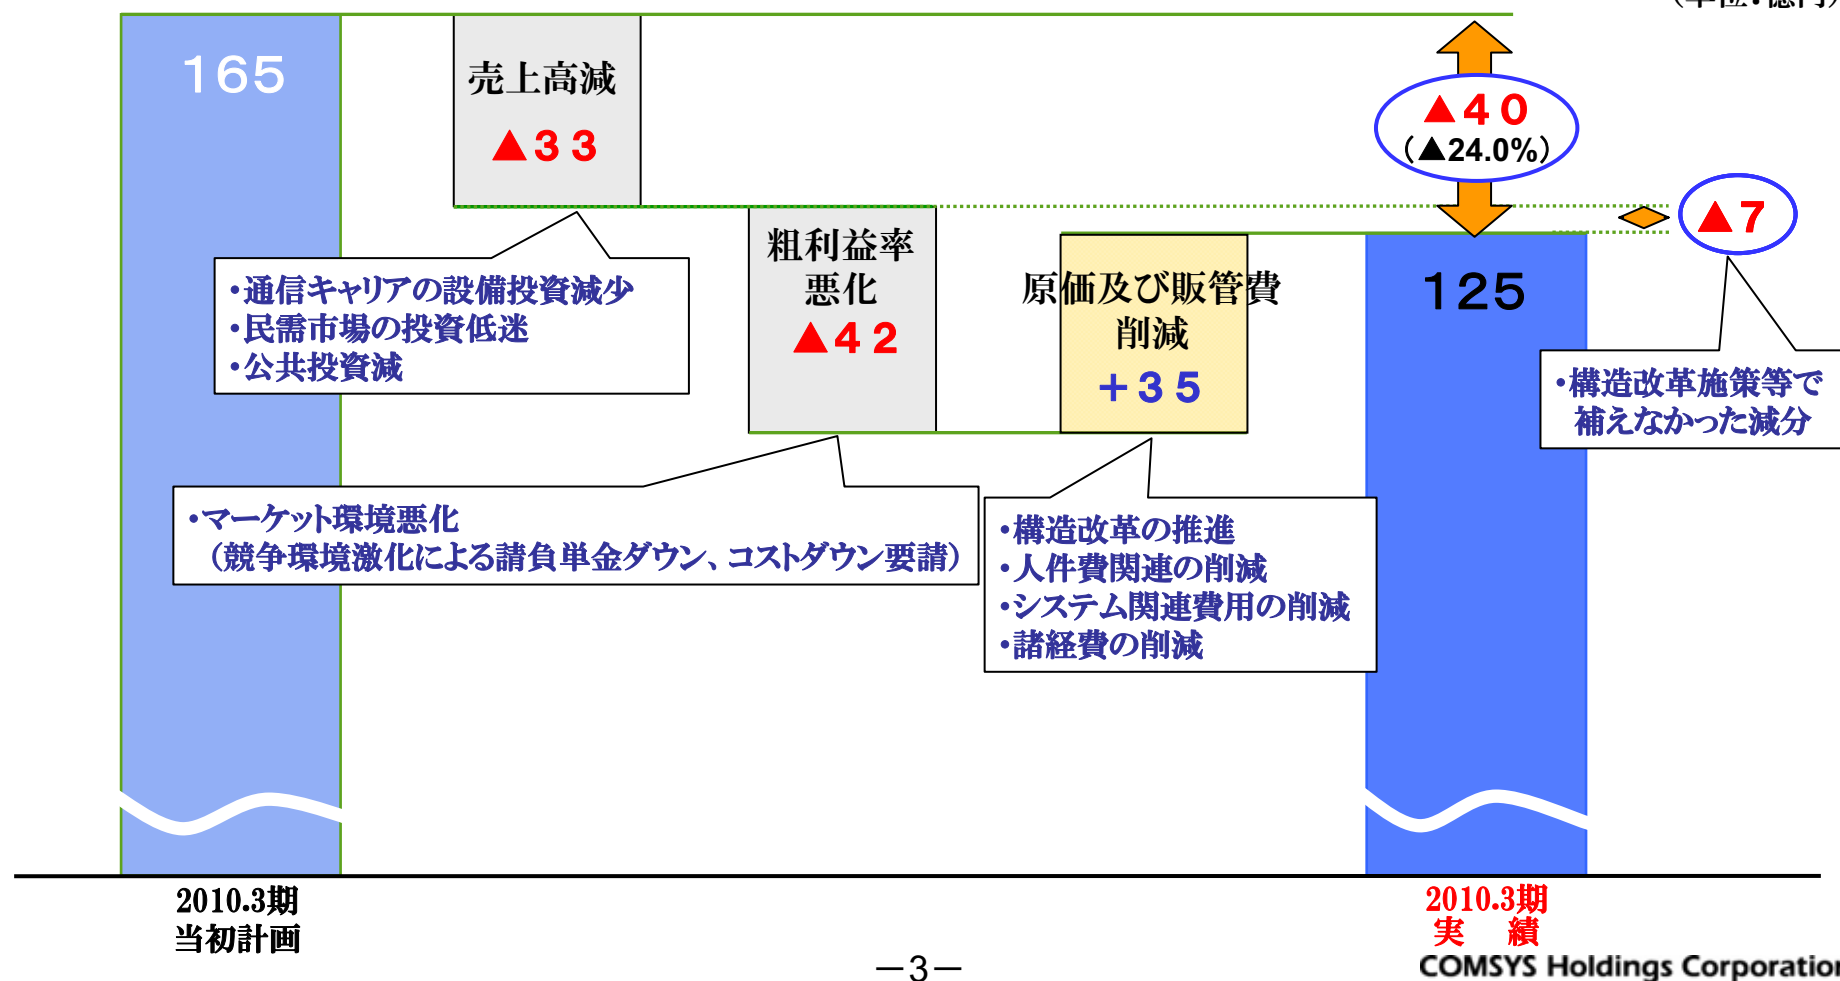 (単位:億円)
165
売上高減
▲33
▲40
(▲24.0%)
▲7
粗利益率
悪化
▲42
原価及び販管費
削減
+35
125
・通信キャリアの設備投資減少
・民需市場の投資低迷
・公共投資減
・構造改革施策等で
補えなかった減分
・マーケット環境悪化
(競争環境激化による請負単金ダウン、コストダウン要請)
・構造改革の推進
・人件費関連の削減
・システム関連費用の削減
・諸経費の削減
2010.3期
当初計画
2010.3期
実 績
-3-
COMSYS Holdings Corporation